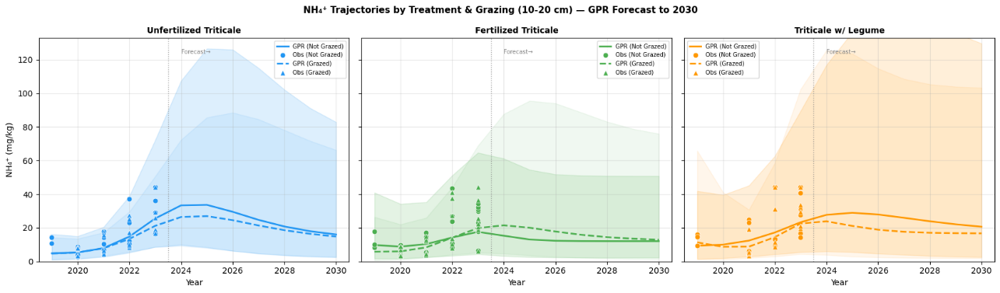 NH₄⁺ Trajectories by Treatment & Grazing (10-20 cm) — GPR Forecast to 2030
Unfertilized Triticale
Fertilized Triticale
Triticale w/ Legume
NH₄⁺ (mg/kg)
120
100
80
60
40
20
0
Forecast→
GPR (Not Grazed)
Obs (Not Grazed)
GPR (Grazed)
Obs (Grazed)
2020
2022
2024
2026
2028
2030
Year
Forecast→
GPR (Not Grazed)
Obs (Not Grazed)
GPR (Grazed)
Obs (Grazed)
2020
2022
2024
2026
2028
2030
Year
GPR (Not Grazed)
Obs (Not Grazed)
GPR (Grazed)
Obs (Grazed)
Forecast→
2020
2022
2024
2026
2028
2030
Year